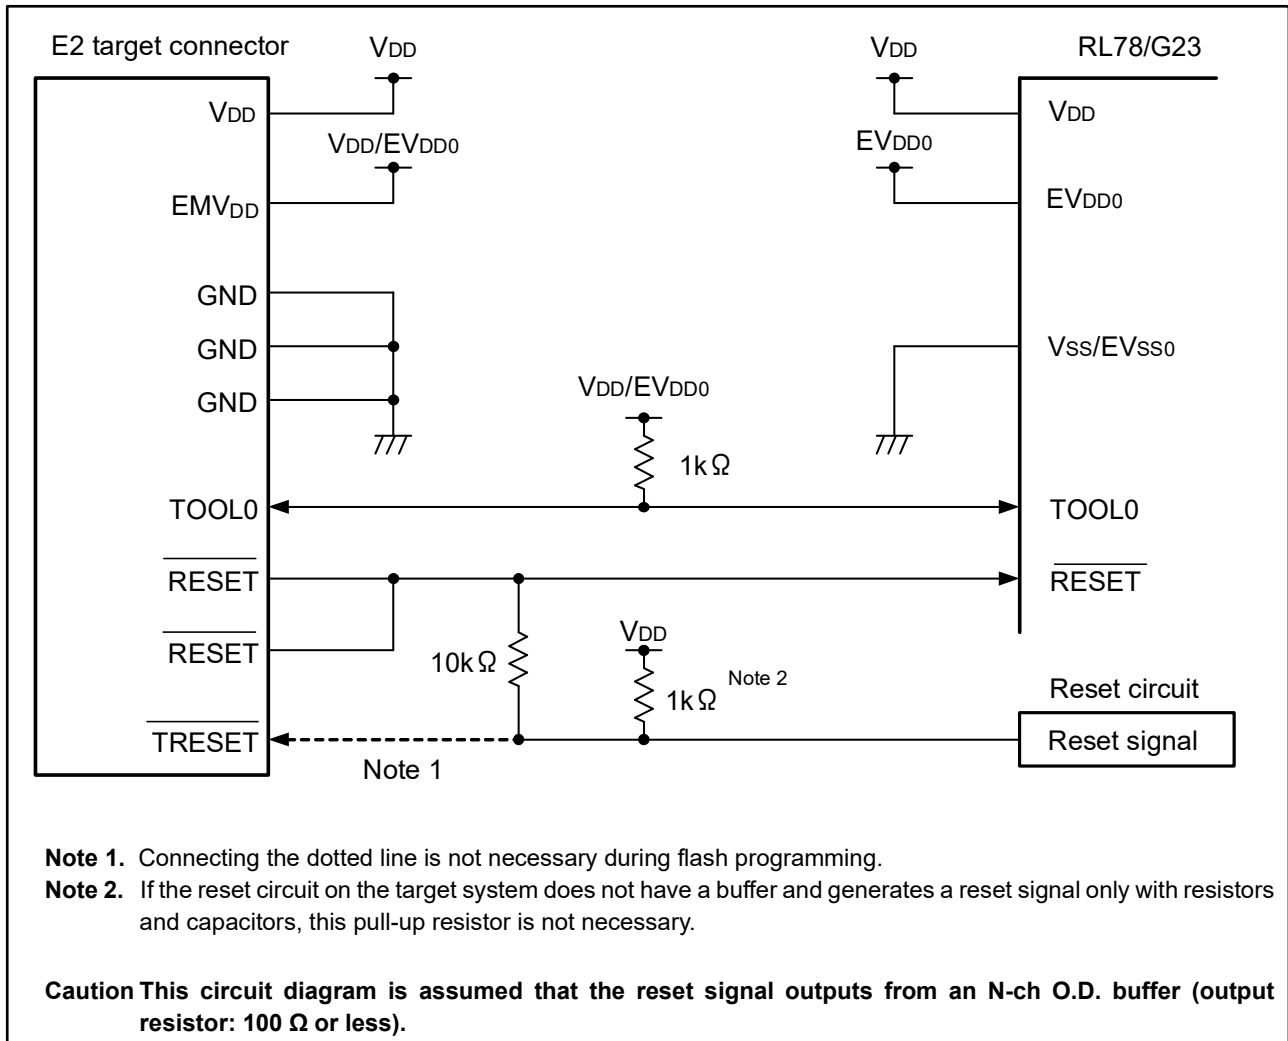 E2 target connector
VDD
VDD
RL78/G23
VDD
VDD
VDD/EVDD0
EVDD0
EMVDD
EVDD0
GND
GND
VSS/EVSS0
GND
VDD/EVDD0
1kΩ
TOOL0
TOOL0
RESET
RESET
RESET
VDD
10kΩ
1kΩ
Note 2
Reset circuit
TRESET
Reset signal
Note 1
Note 1. Connecting the dotted line is not necessary during flash programming.
Note 2. If the reset circuit on the target system does not have a buffer and generates a reset signal only with resistors
and capacitors, this pull-up resistor is not necessary.
Caution This circuit diagram is assumed that the reset signal outputs from an N-ch O.D. buffer (output
resistor: 100 Ω or less).